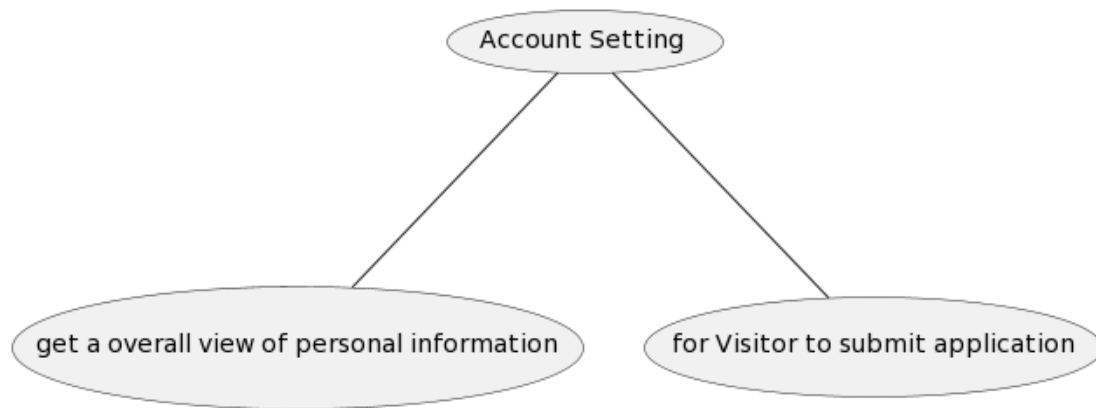 Account Setting
get a overall view of personal information
for Visitor to submit application